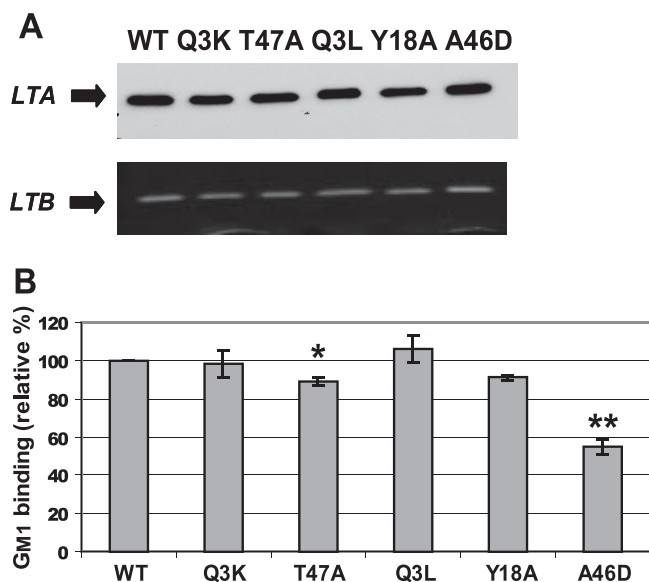 A
WT Q3K T47A Q3L Y18A A46D
LTA
LTB
B
GM1 binding (relative %)
120
100
80
60
40
20
0
*
**
WT Q3K T47A Q3L Y18A A46D